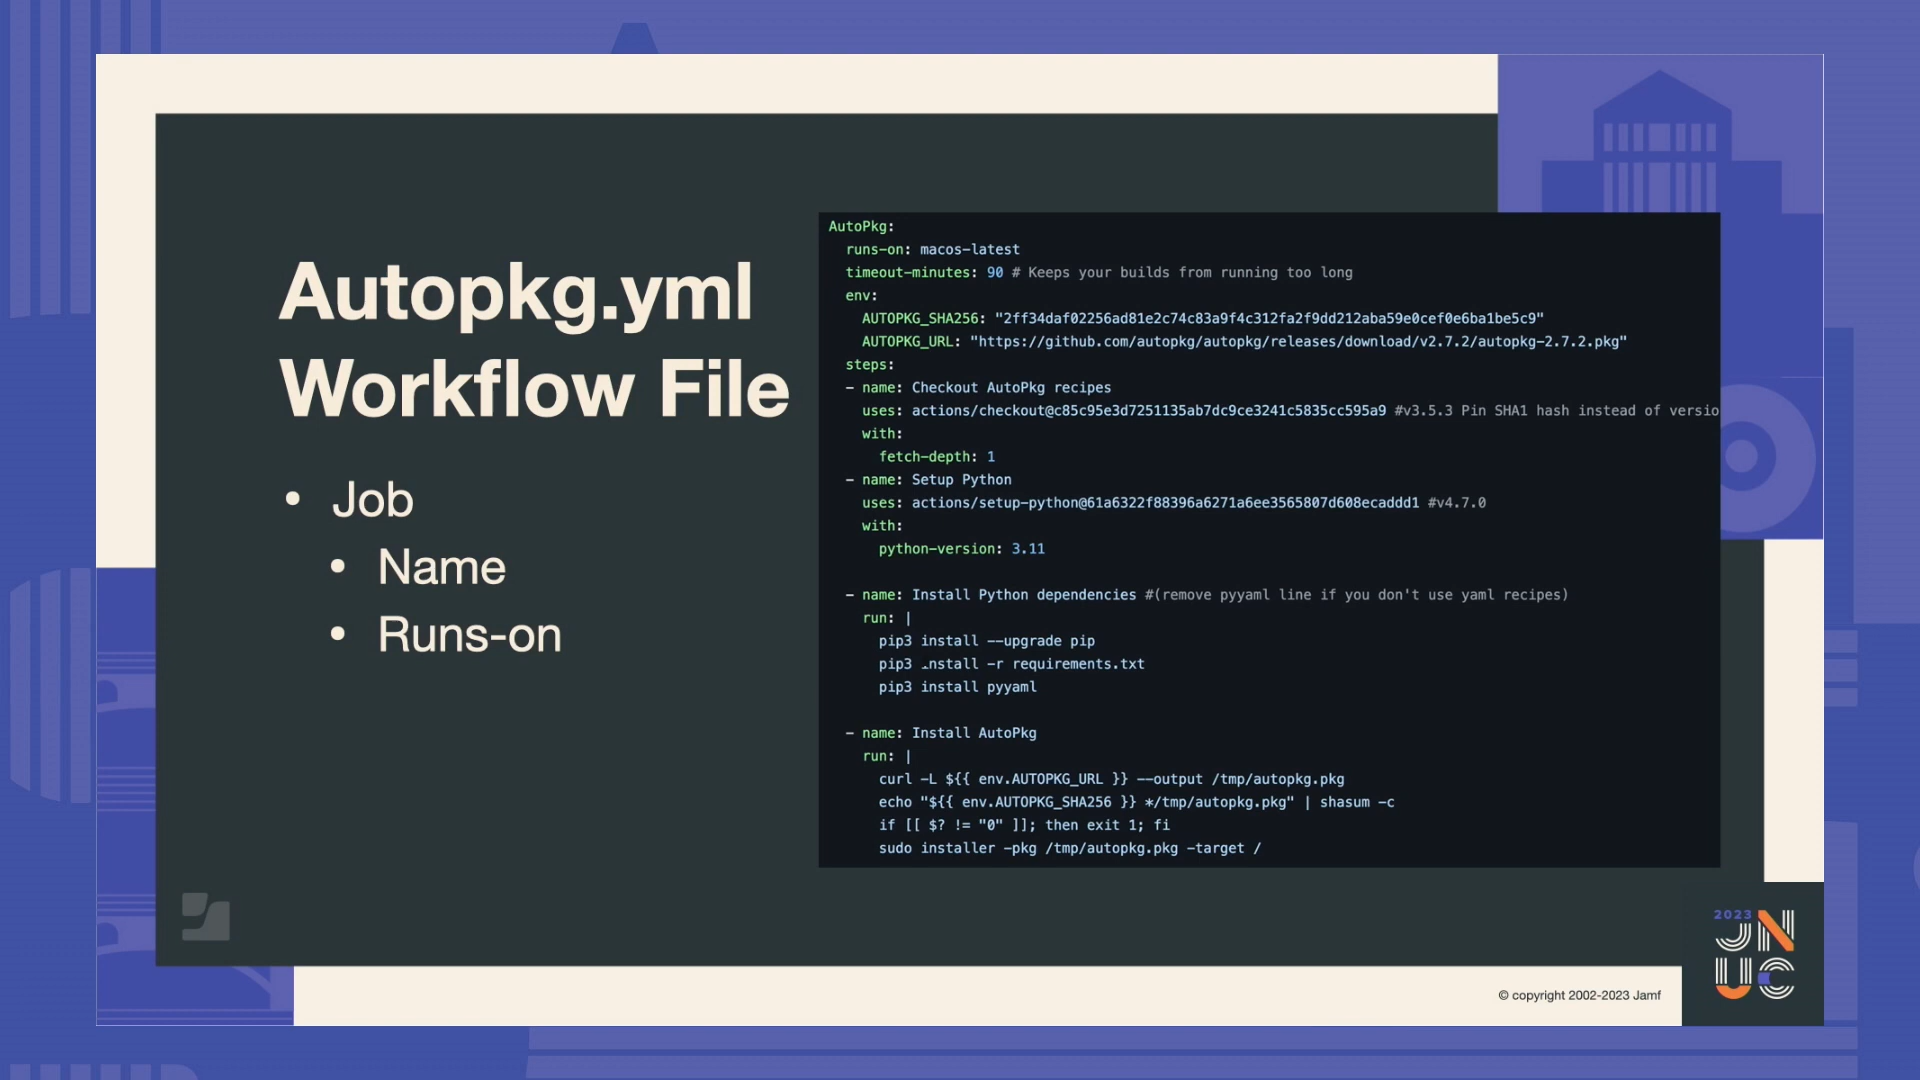 Autopkg.yml
Workflow File
• Job
• Name
• Runs-on
AutoPkg:
runs-on: macos-latest
timeout-minutes: 90 # Keeps your builds from running too long
env:
AUTOPKG_SHA256: "2ff34daf02256ad81e2c74c83a9f4c312fa2f9dd212aba59e0cef0e6ba1be5c9"
AUTOPKG_URL: "https://github.com/autopkg/autopkg/releases/download/v2.7.2/autopkg-2.7.2.pkg"
steps:
- name: Checkout AutoPkg recipes
uses: actions/checkout@c85c95e3d7251135ab7dc9ce3241c5835cc595a9 #v3.5.3 Pin SHA1 hash instead of versio
with:
fetch-depth: 1
- name: Setup Python
uses: actions/setup-python@61a6322f88396a6271a6ee3565807d608ecaddd1 #v4.7.0
with:
python-version: 3.11
- name: Install Python dependencies #(remove pyyaml line if you don't use yaml recipes)
run: |
pip3 install --upgrade pip
pip3 install -r requirements.txt
pip3 install pyyaml
- name: Install AutoPkg
run: |
curl -L ${{ env.AUTOPKG_URL }} --output /tmp/autopkg.pkg
echo "${{ env.AUTOPKG_SHA256 }} */tmp/autopkg.pkg" | shasum -c
if [[ $? != "0" ]]; then exit 1; fi
sudo installer -pkg /tmp/autopkg.pkg -target /
2023
JN
UC
© copyright 2002-2023 Jamf